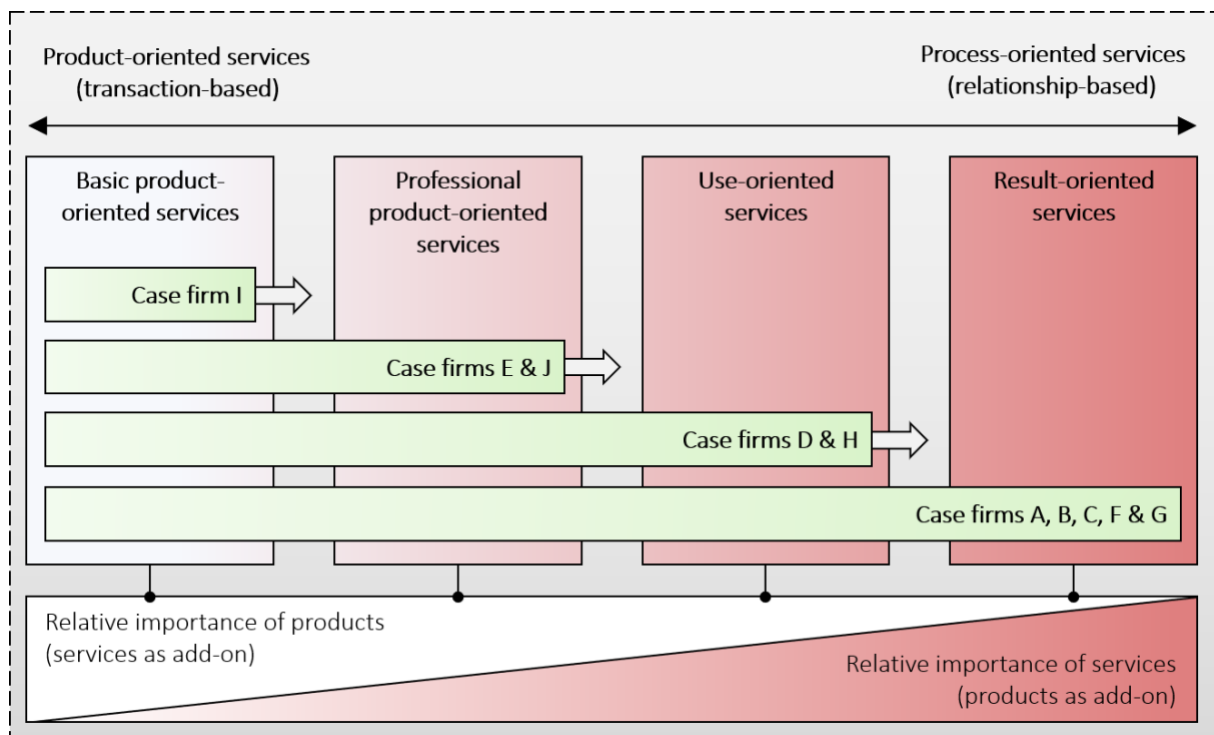 Product-oriented services
(transaction-based)
Process-oriented services
(relationship-based)
Basic product-
oriented services
Professional
product-oriented
services
Use-oriented
services
Result-oriented
services
Case firm I
Case firms E & J
Case firms D & H
Case firms A, B, C, F & G
Relative importance of products
(services as add-on)
Relative importance of services
(products as add-on)